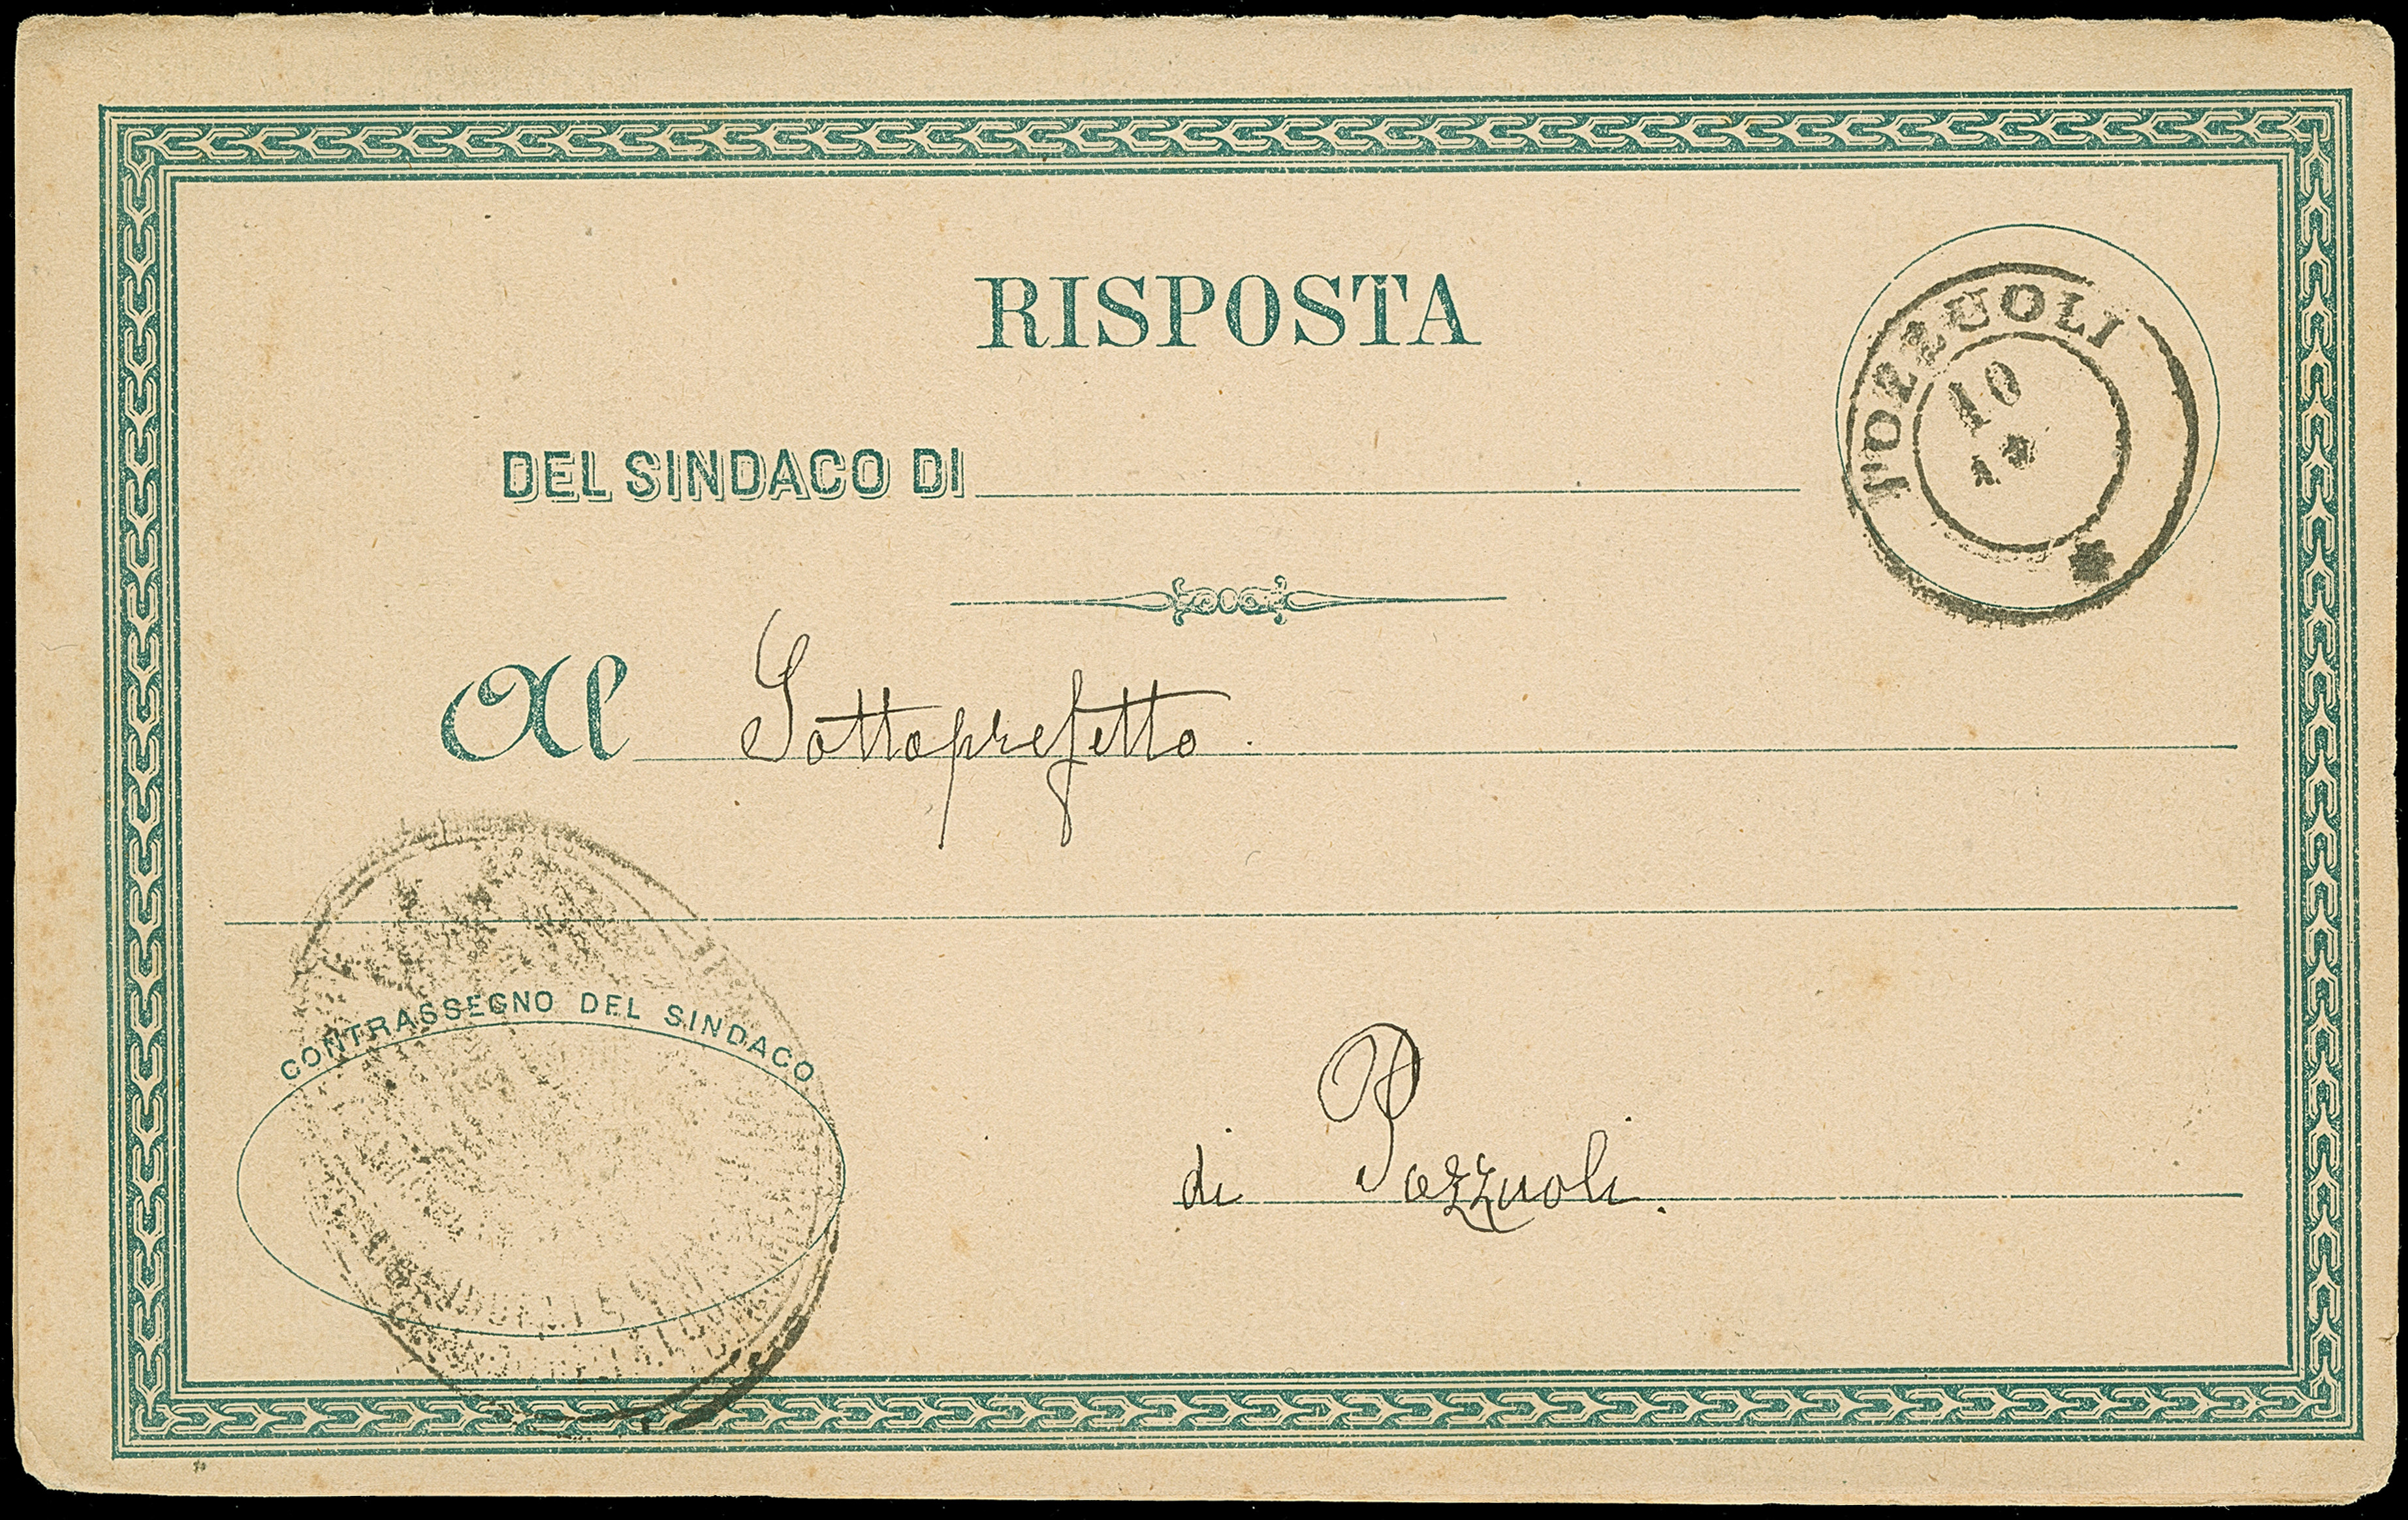 RISPOSTA
POZZUOLI
10
DEL SINDACO DI
Al Sottoprefetto.
CONTRASSEGNO DEL SINDACO
di Pozzuoli.